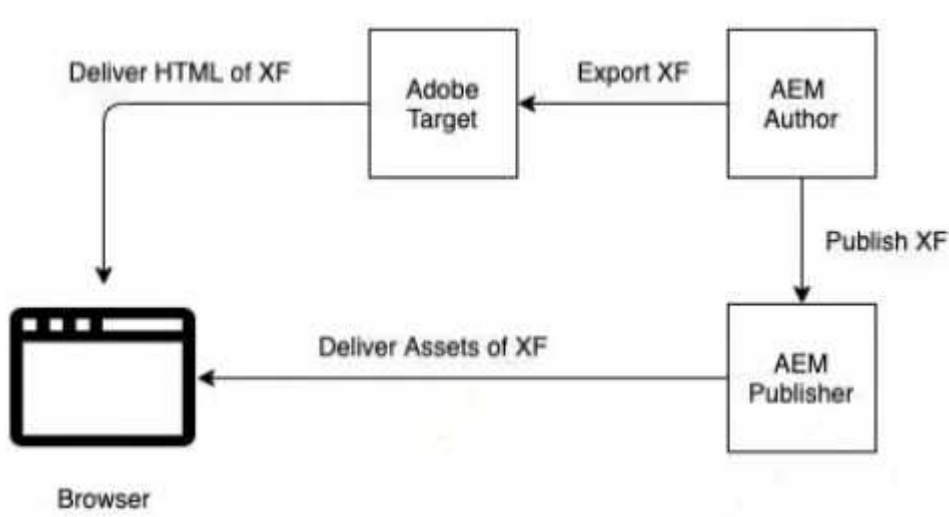 Deliver HTML of XF
Adobe
Target
Export XF
AEM
Author
Publish XF
Deliver Assets of XF
AEM
Publisher
Browser